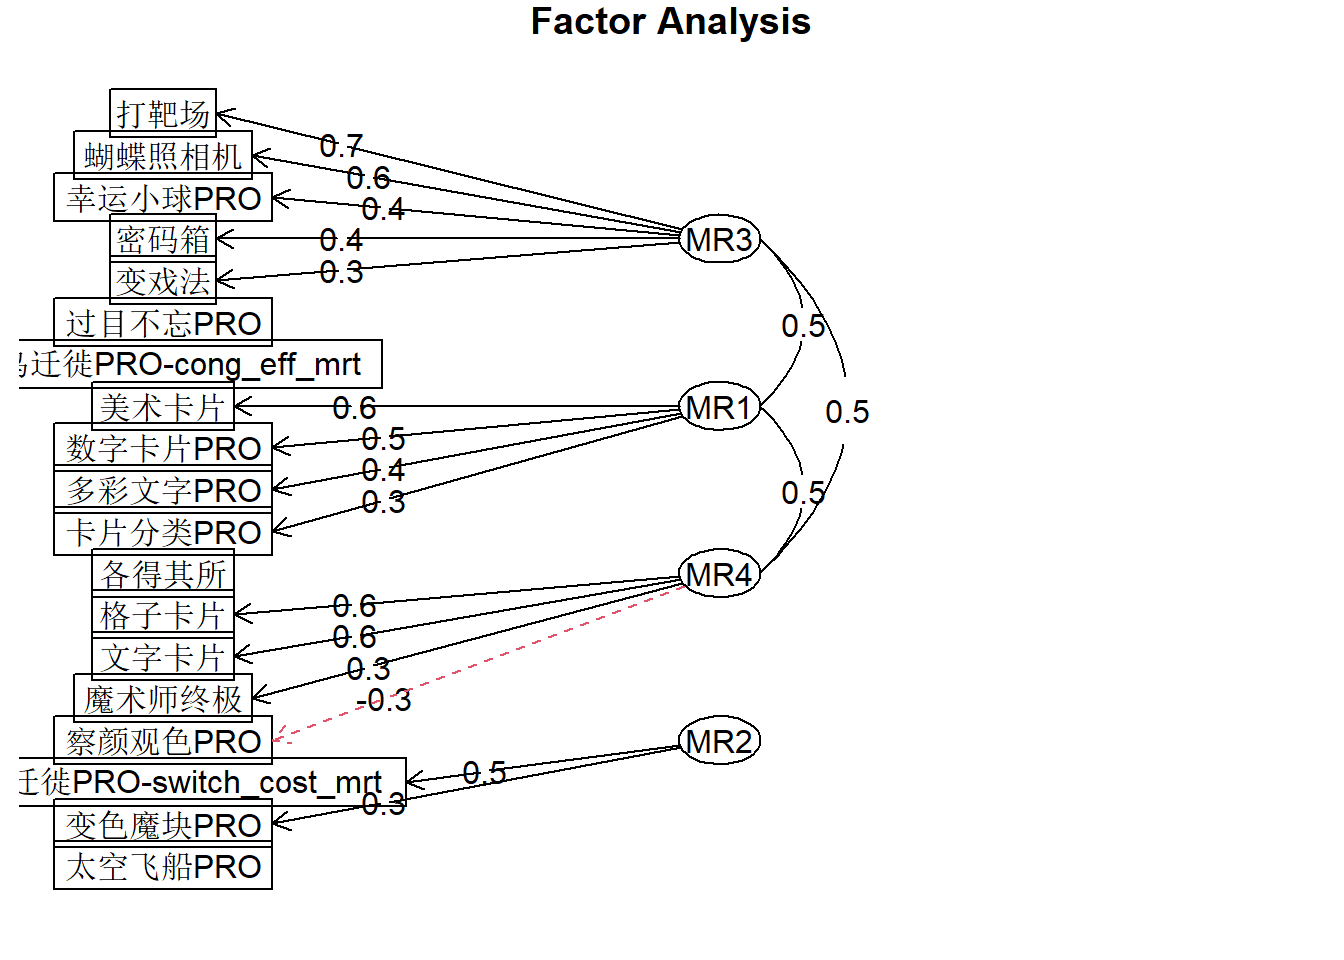 Factor Analysis
打靶场
蝴蝶照相机
幸运小球PRO
密码箱
变戏法
过目不忘PRO
迁徙PRO-cong_eff_mrt
美术卡片
数字卡片PRO
多彩文字PRO
卡片分类PRO
各得其所
格子卡片
文字卡片
魔术师终极
察颜观色PRO
迁徙PRO-switch_cost_mrt
变色魔块PRO
太空飞船PRO
0.7
0.6
0.4
0.4
0.3
0.6
0.5
0.4
0.3
0.6
0.6
0.3
-0.3
0.5
0.3
MR3
MR1
MR4
MR2
0.5
0.5
0.5